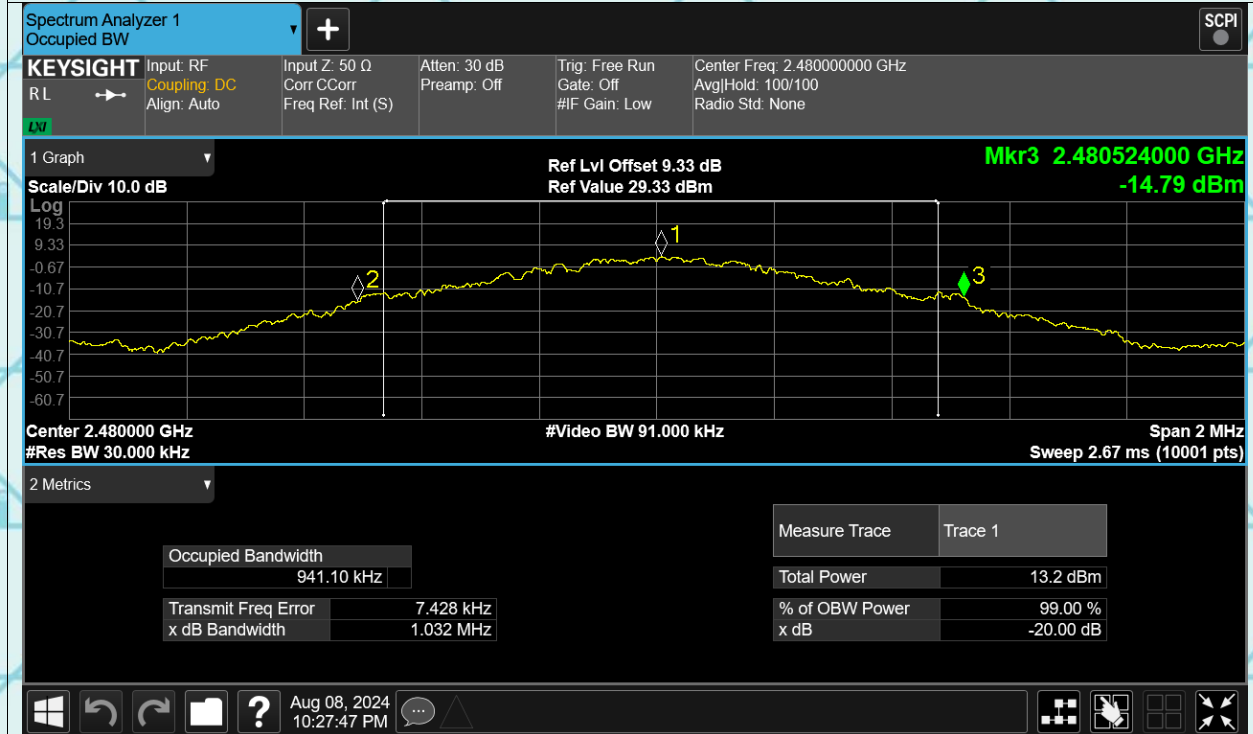 Spectrum Analyzer 1
Occupied BW
SCPI
KEYSIGHT
R L
LXI
Input: RF
Coupling: DC
Align: Auto
Input Z: 50 Ω
Corr CCorr
Freq Ref: Int (S)
Atten: 30 dB
Preamp: Off
Trig: Free Run
Gate: Off
#IF Gain: Low
Center Freq: 2.480000000 GHz
Avg|Hold: 100/100
Radio Std: None
1 Graph
Scale/Div 10.0 dB
Ref Lvl Offset 9.33 dB
Ref Value 29.33 dBm
Mkr3 2.480524000 GHz
-14.79 dBm
Log
19.3
9.33
-0.67
-10.7
-20.7
-30.7
-40.7
-50.7
-60.7
1
2
3
Center 2.480000 GHz
#Video BW 91.000 kHz
Span 2 MHz
#Res BW 30.000 kHz
Sweep 2.67 ms (10001 pts)
2 Metrics
Occupied Bandwidth
941.10 kHz
Transmit Freq Error 7.428 kHz
x dB Bandwidth 1.032 MHz
Measure Trace Trace 1
Total Power 13.2 dBm
% of OBW Power 99.00 %
x dB -20.00 dB
?
Aug 08, 2024
10:27:47 PM